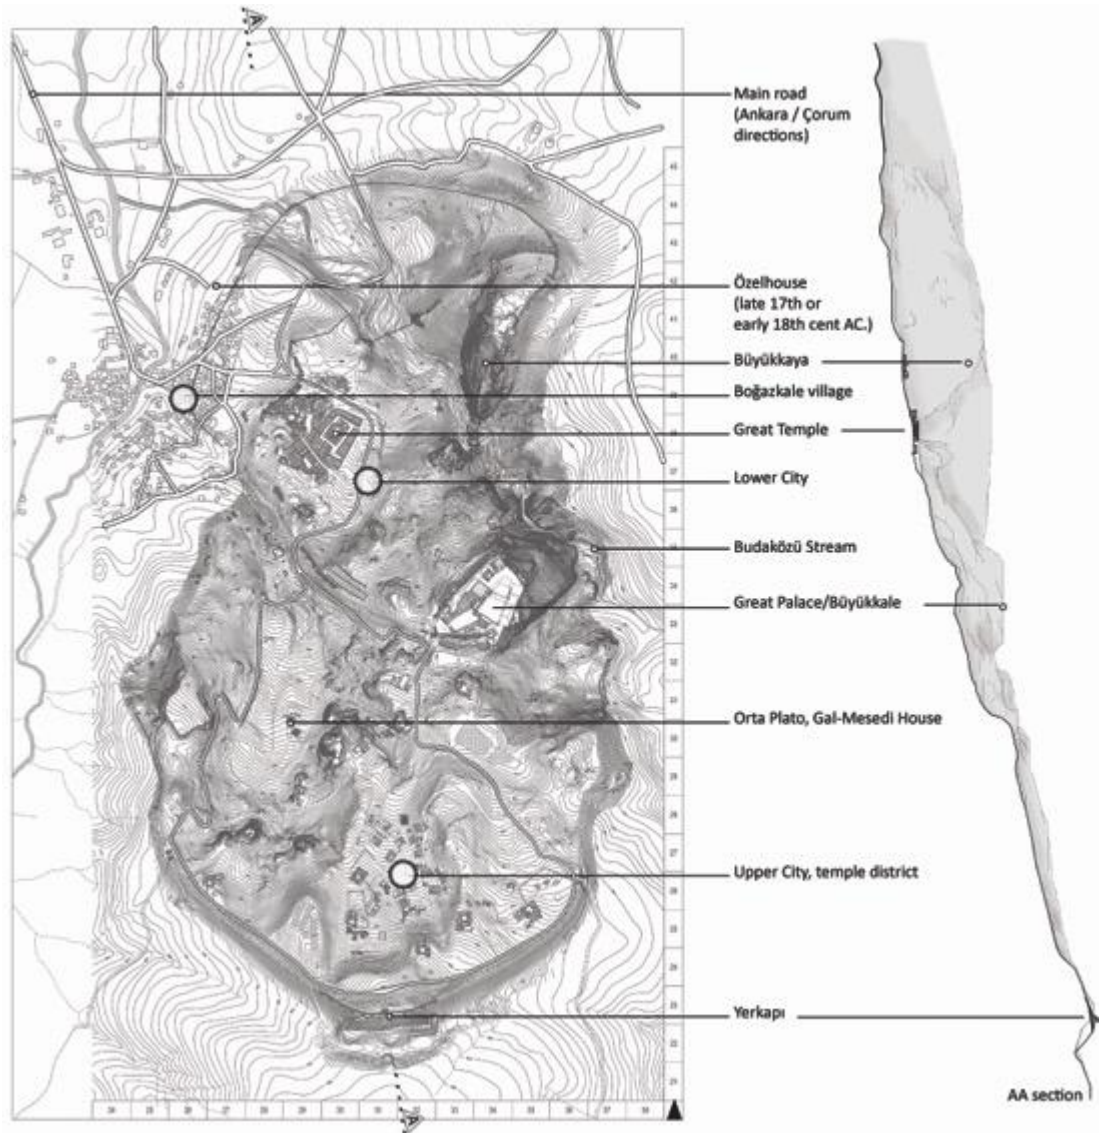 A
Main road
(Ankara / Çorum
directions)
Özelhouse
(late 17th or
early 18th cent AC.)
Büyükkaya
Boğazkale village
Great Temple
Lower City
Budaközü Stream
Great Palace/Büyükkale
Orta Plato, Gal-Mesedi House
Upper City, temple district
Yerkapı
AA section
A